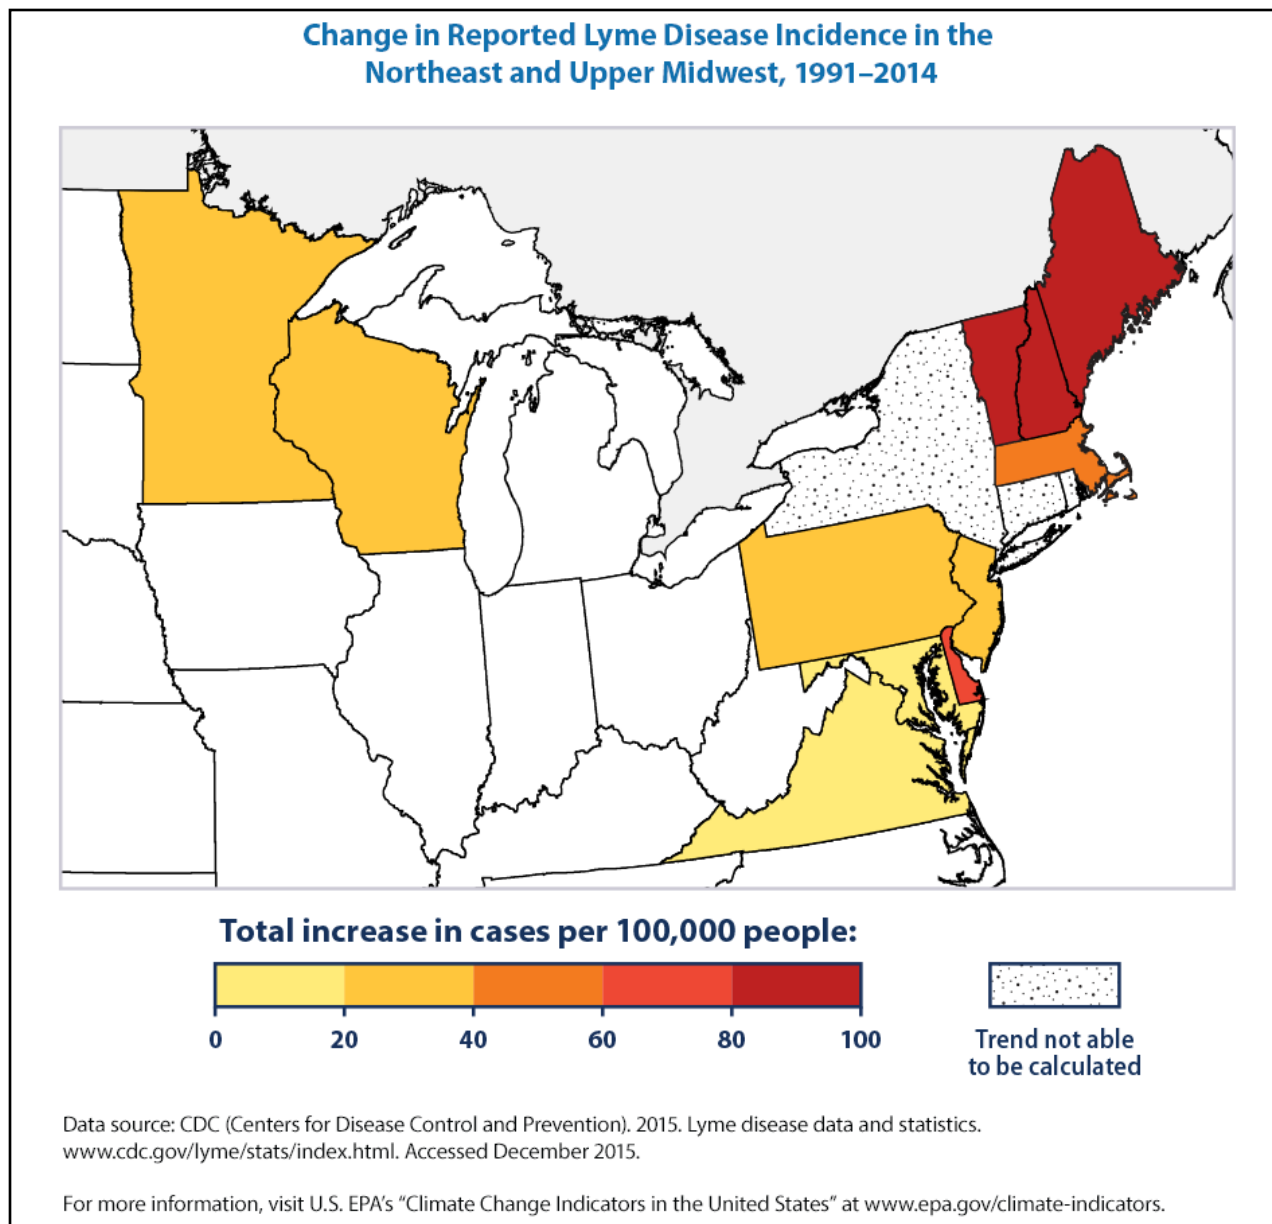 Change in Reported Lyme Disease Incidence in the
Northeast and Upper Midwest, 1991–2014
Total increase in cases per 100,000 people:
0 20 40 60 80 100
Trend not able
to be calculated
Data source: CDC (Centers for Disease Control and Prevention). 2015. Lyme disease data and statistics.
www.cdc.gov/lyme/stats/index.html. Accessed December 2015.
For more information, visit U.S. EPA’s “Climate Change Indicators in the United States” at www.epa.gov/climate-indicators.